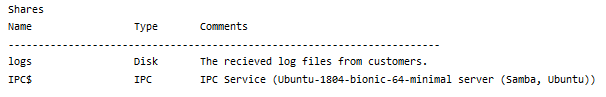 Shares
Name Type Comments
--------------------------------------------------------------------
logs Disk The recieved log files from customers.
IPC$ IPC IPC Service (Ubuntu-1804-bionic-64-minimal server (Samba, Ubuntu))